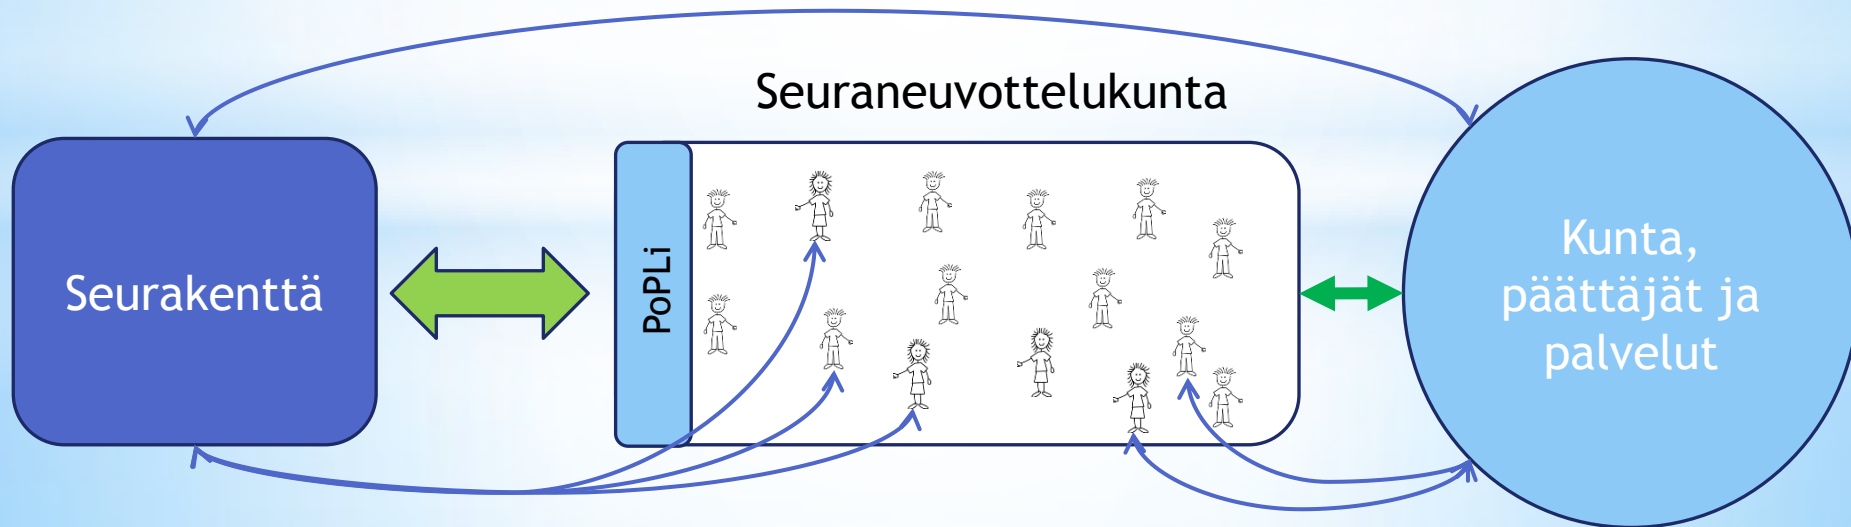 Seuraneuvottelukunta
Seurakenttä
PoPLi
Kunta,
päättäjät ja
palvelut